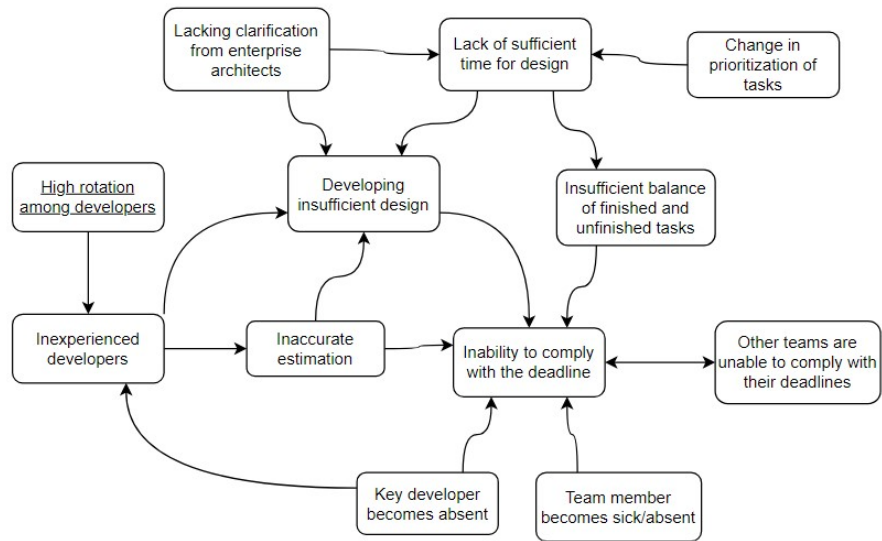 Lacking clarification
from enterprise
architects
Lack of sufficient
time for design
Change in
prioritization of
tasks
High rotation
among developers
Developing
insufficient design
Insufficient balance
of finished and
unfinished tasks
Inexperienced
developers
Inaccurate
estimation
Inability to comply
with the deadline
Other teams are
unable to comply with
their deadlines
Key developer
becomes absent
Team member
becomes sick/absent